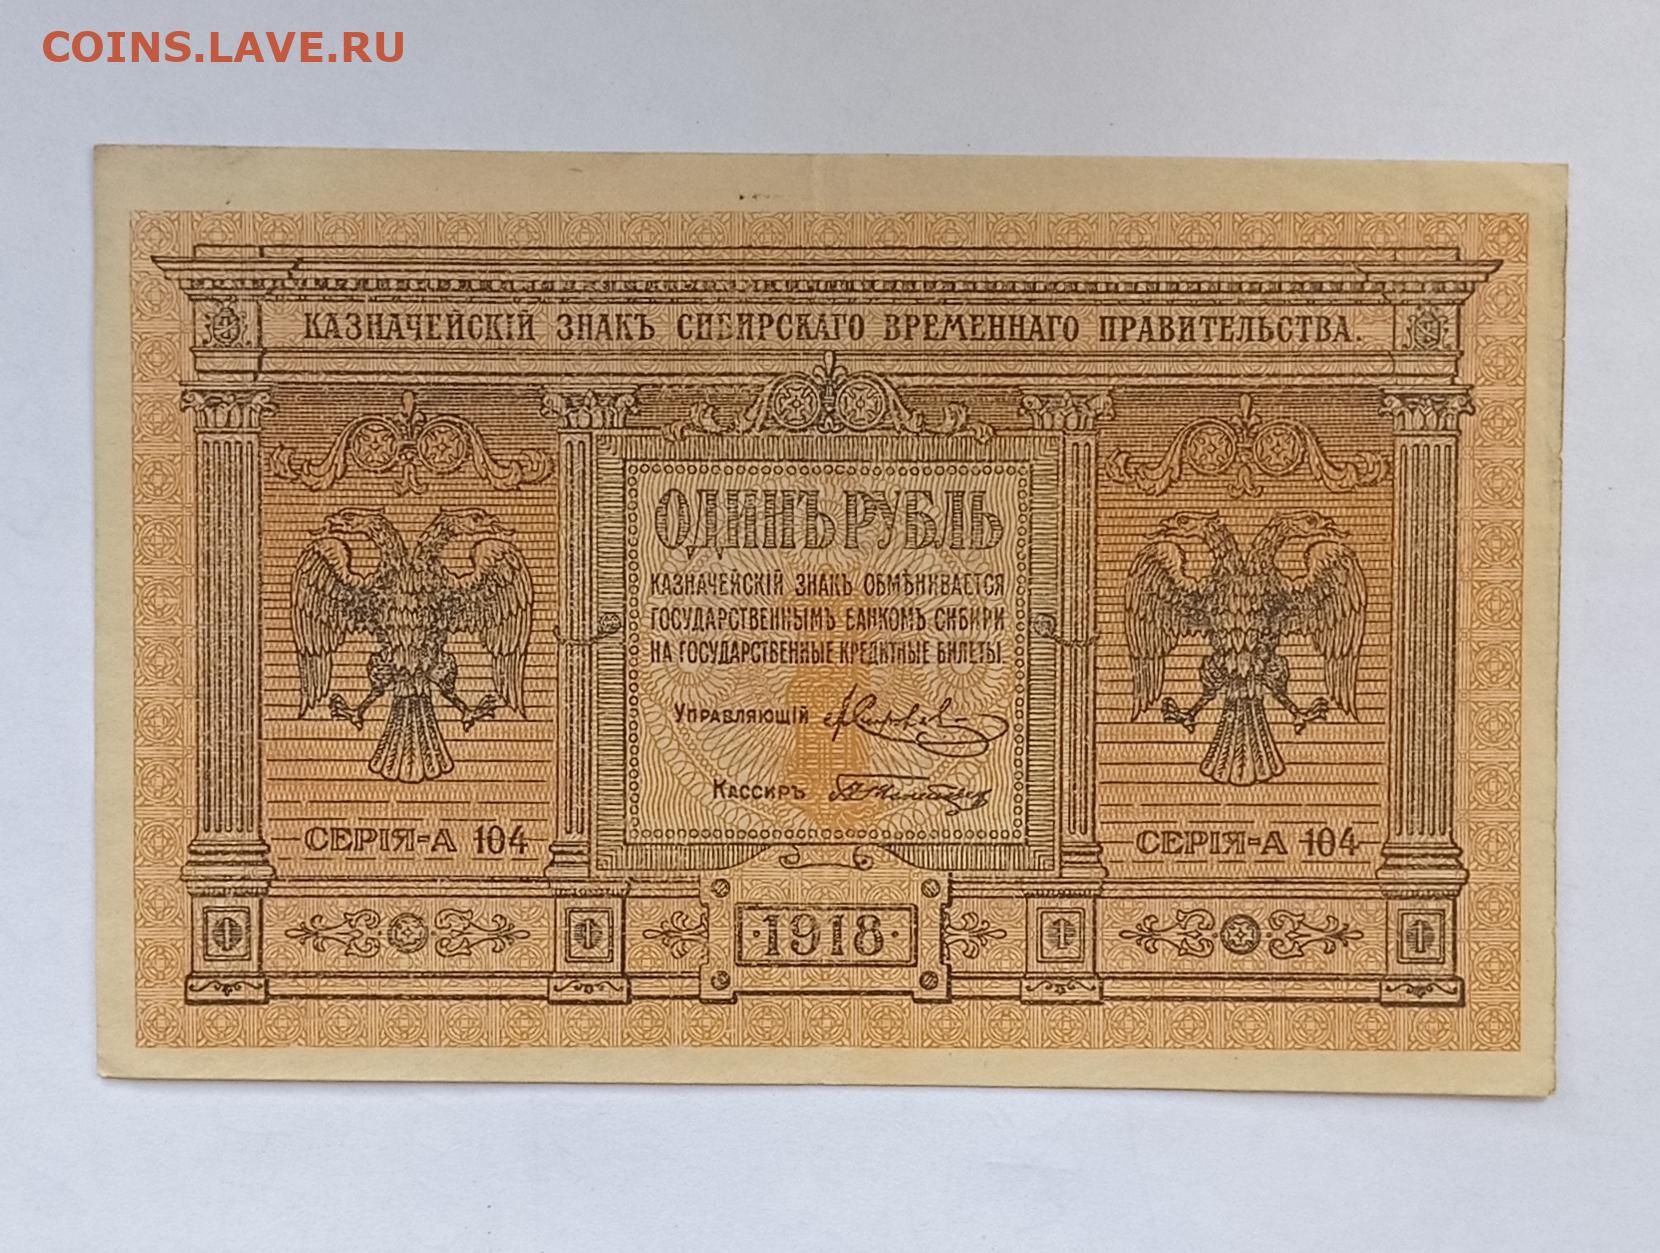 COINS.LAVE.RU
КАЗНАЧЕЙСКІЙ ЗНАКЪ СИБИРСКАГО ВРЕМЕННАГО ПРАВИТЕЛЬСТВА.
ОДИНЪ РУБЛЬ
КАЗНАЧЕЙСКІЙ ЗНАКЪ ОБМѢНИВАЕТСЯ
ГОСУДАРСТВЕННЫМЪ БАНКОМЪ СИБИРИ
НА ГОСУДАРСТВЕННЫЕ КРЕДИТНЫЕ БИЛЕТЫ.
УПРАВЛЯЮЩІЙ
КАССИРЪ
СЕРІЯ-А 104
СЕРІЯ-А 104
1 1 1 1
·1918·